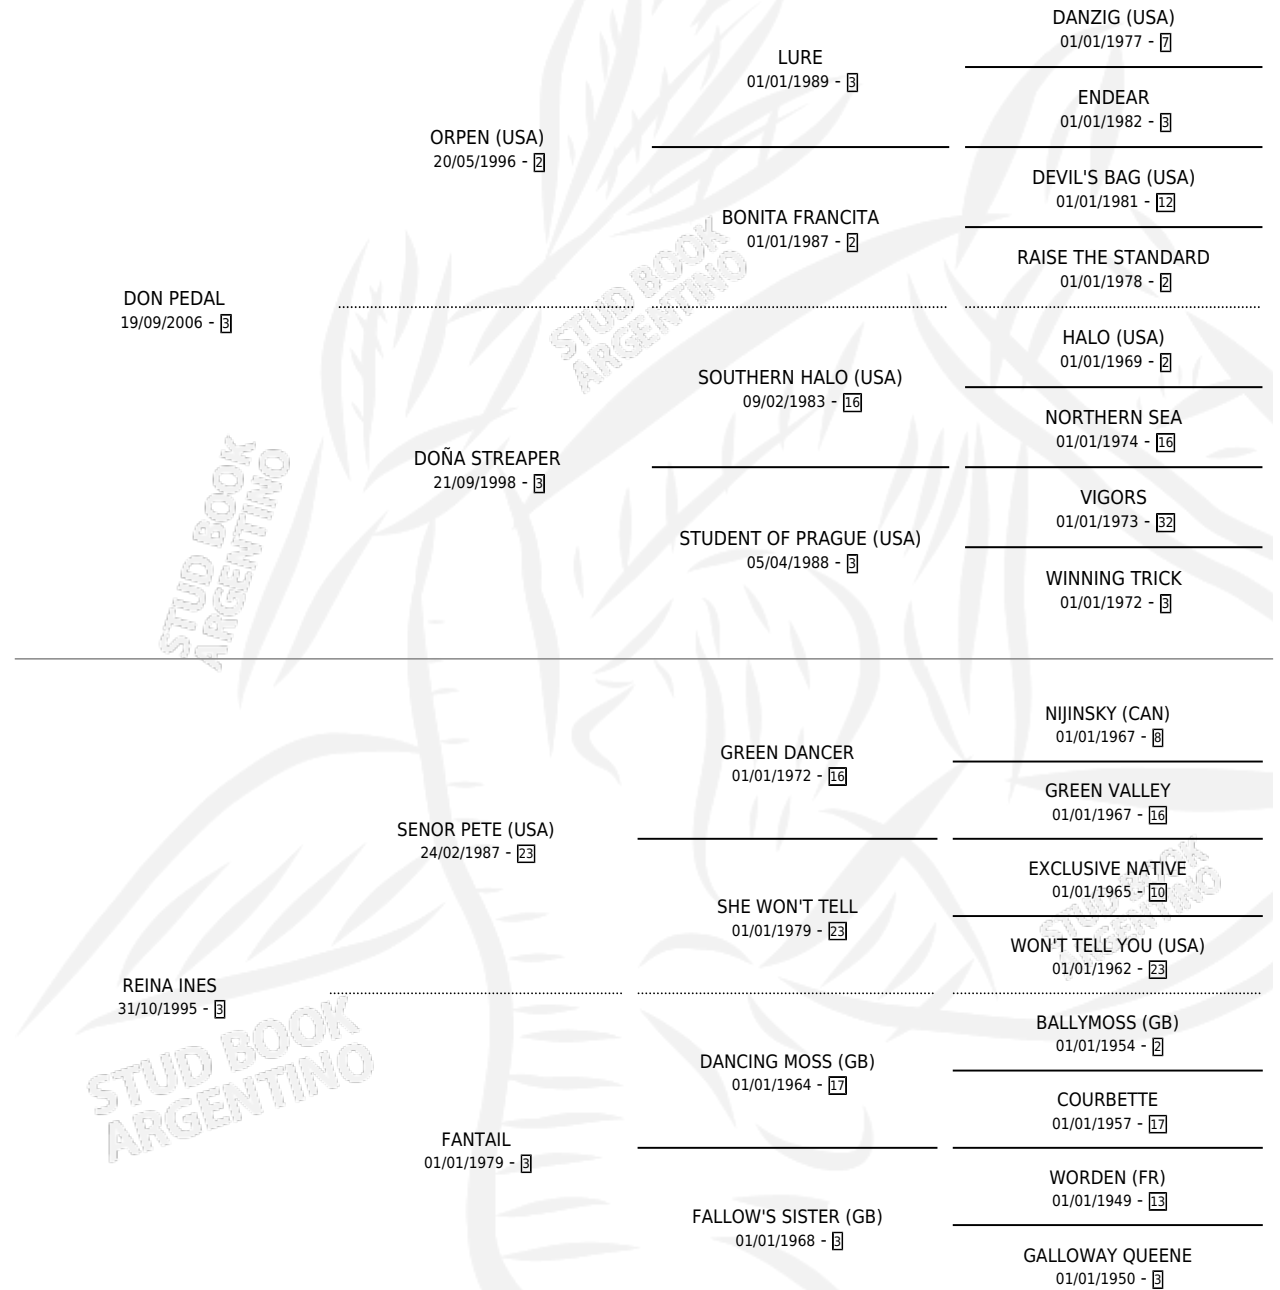 DON PEDAL
19/09/2006 - 3
ORPEN (USA)
20/05/1996 - 2
LURE
01/01/1989 - 3
DANZIG (USA)
01/01/1977 - 7
ENDEAR
01/01/1982 - 3
BONITA FRANCITA
01/01/1987 - 2
DEVIL'S BAG (USA)
01/01/1981 - 12
RAISE THE STANDARD
01/01/1978 - 2
DOÑA STREAPER
21/09/1998 - 3
SOUTHERN HALO (USA)
09/02/1983 - 16
HALO (USA)
01/01/1969 - 2
NORTHERN SEA
01/01/1974 - 16
STUDENT OF PRAGUE (USA)
05/04/1988 - 3
VIGORS
01/01/1973 - 32
WINNING TRICK
01/01/1972 - 3
REINA INES
31/10/1995 - 3
SENOR PETE (USA)
24/02/1987 - 23
GREEN DANCER
01/01/1972 - 16
NIJINSKY (CAN)
01/01/1967 - 8
GREEN VALLEY
01/01/1967 - 16
SHE WON'T TELL
01/01/1979 - 23
EXCLUSIVE NATIVE
01/01/1965 - 10
WON'T TELL YOU (USA)
01/01/1962 - 23
FANTAIL
01/01/1979 - 3
DANCING MOSS (GB)
01/01/1964 - 17
BALLYMOSS (GB)
01/01/1954 - 2
COURBETTE
01/01/1957 - 17
FALLOW'S SISTER (GB)
01/01/1968 - 3
WORDEN (FR)
01/01/1949 - 13
GALLOWAY QUEENE
01/01/1950 - 3
STUD BOOK
ARGENTINO
STUD BOOK
ARGENTINO
STUD BOOK
ARGENTINO
STUD BOOK
ARGENTINO